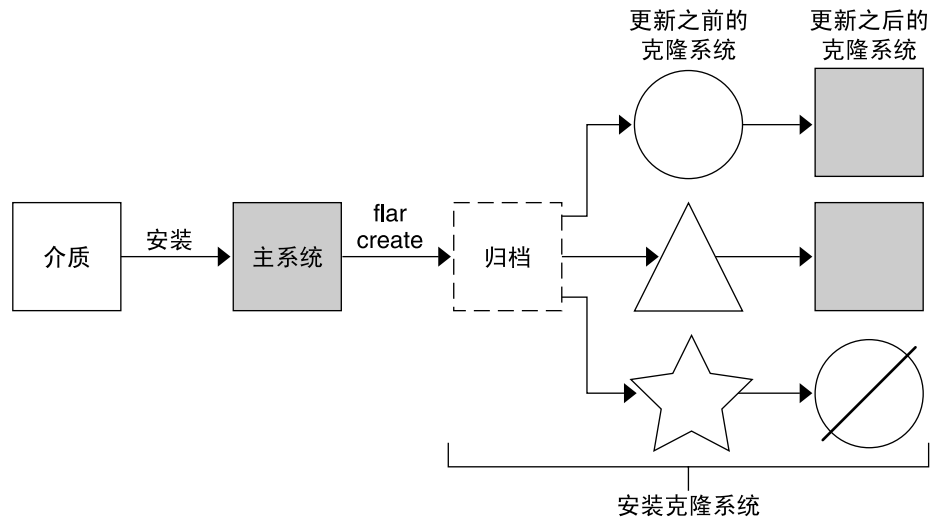 更新之前的
克隆系统
更新之后的
克隆系统
介质
安装
主系统
flar
create
归档
安装克隆系统